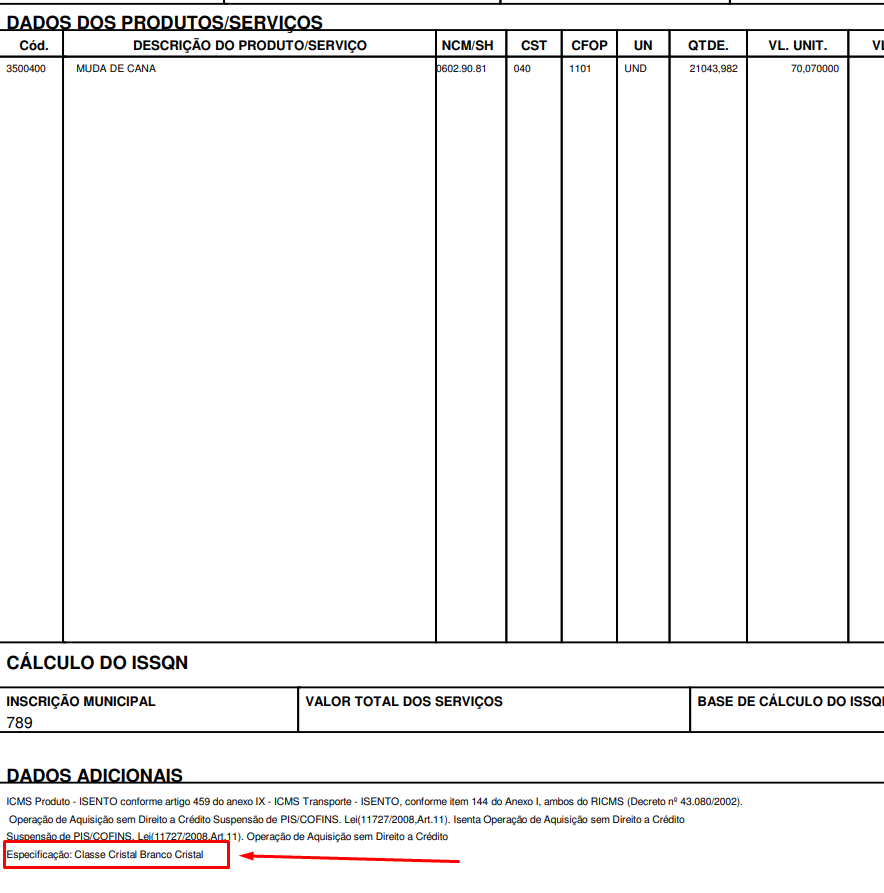 DADOS DOS PRODUTOS/SERVIÇOS
Cód. DESCRIÇÃO DO PRODUTO/SERVIÇO NCM/SH CST CFOP UN QTDE. VL. UNIT.
3500400 MUDA DE CANA 0602.90.81 040 1101 UND 21043,982 70,070000
CÁLCULO DO ISSQN
INSCRIÇÃO MUNICIPAL VALOR TOTAL DOS SERVIÇOS BASE DE CÁLCULO DO ISSQN
789
DADOS ADICIONAIS
ICMS Produto - ISENTO conforme artigo 459 do anexo IX - ICMS Transporte - ISENTO, conforme item 144 do Anexo I, ambos do RICMS (Decreto nº 43.080/2002).
Operação de Aquisição sem Direito a Crédito Suspensão de PIS/COFINS. Lei(11727/2008,Art.11). Isenta Operação de Aquisição sem Direito a Crédito
Suspensão de PIS/COFINS. Lei(11727/2008,Art.11). Operação de Aquisição sem Direito a Crédito
Especificação: Classe Cristal Branco Cristal